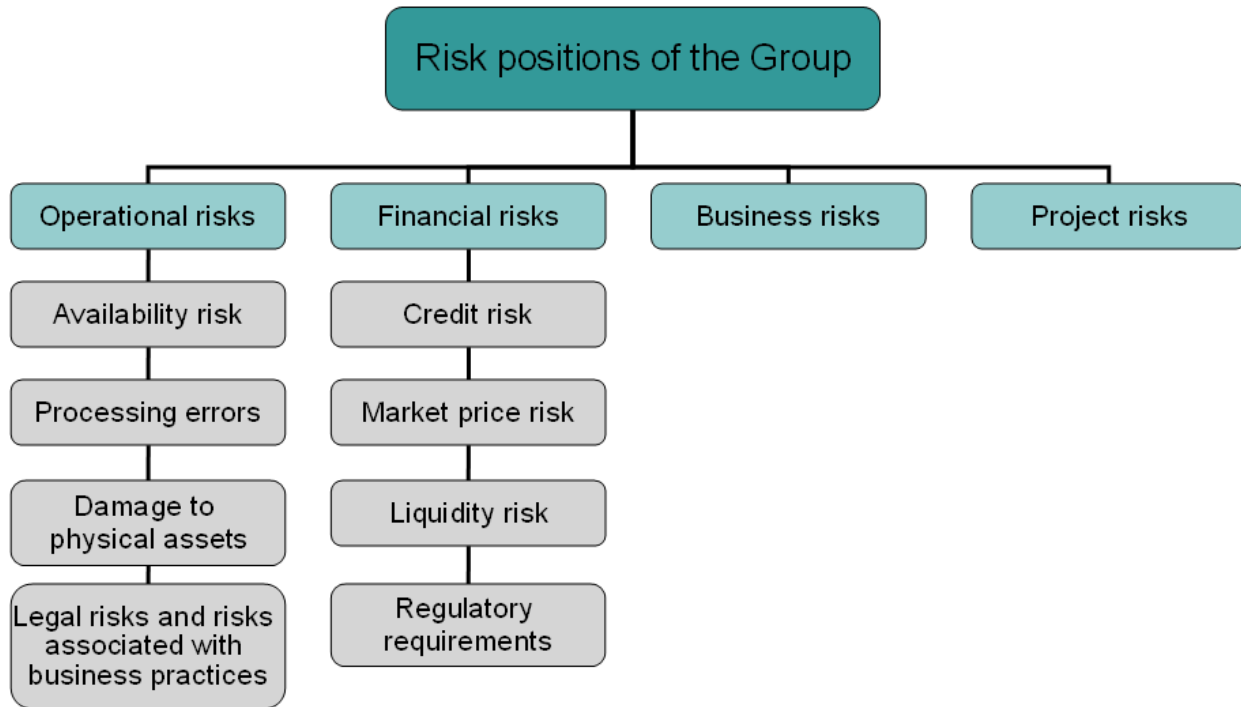 Risk positions of the Group
Operational risks
Financial risks
Business risks
Project risks
Availability risk
Credit risk
Processing errors
Market price risk
Damage to
physical assets
Liquidity risk
Legal risks and risks
associated with
business practices
Regulatory
requirements